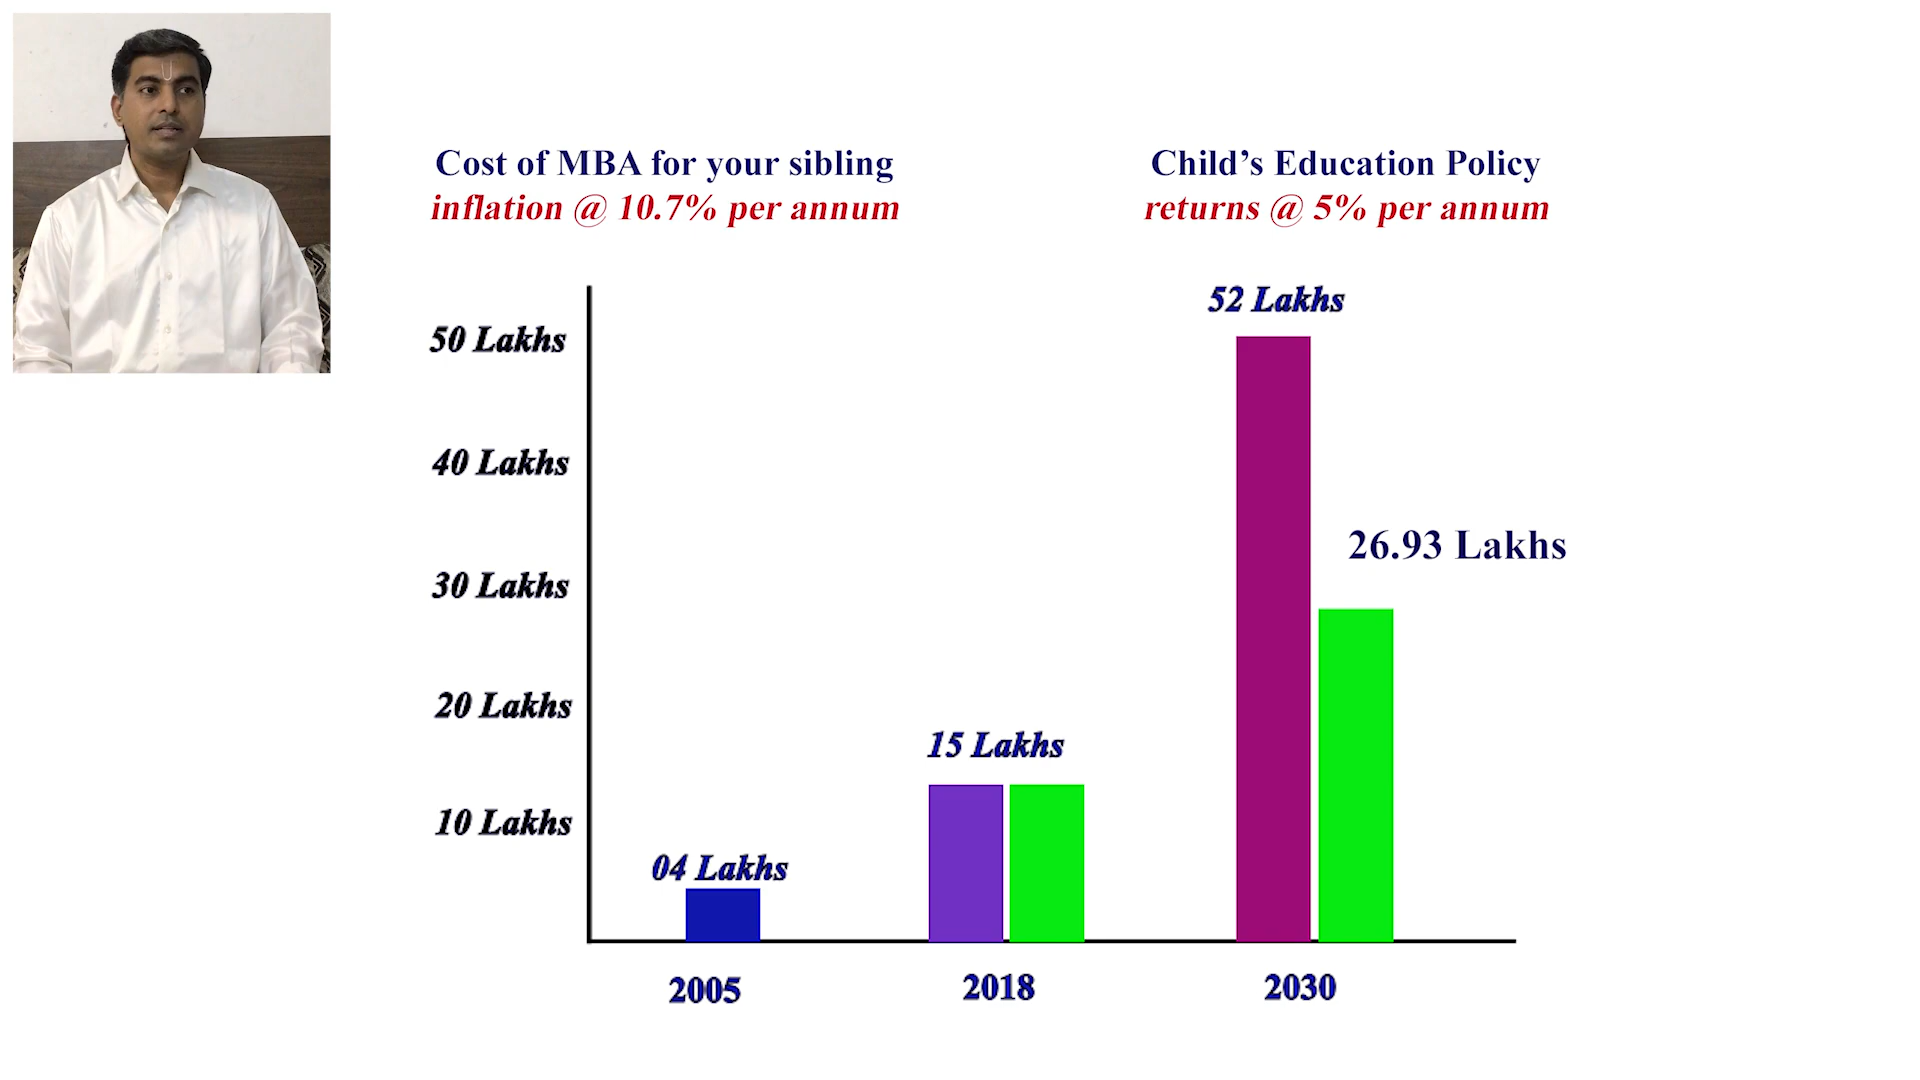 Cost of MBA for your sibling
inflation @ 10.7% per annum
Child’s Education Policy
returns @ 5% per annum
52 Lakhs
50 Lakhs
40 Lakhs
26.93 Lakhs
30 Lakhs
20 Lakhs
15 Lakhs
10 Lakhs
04 Lakhs
2005
2018
2030